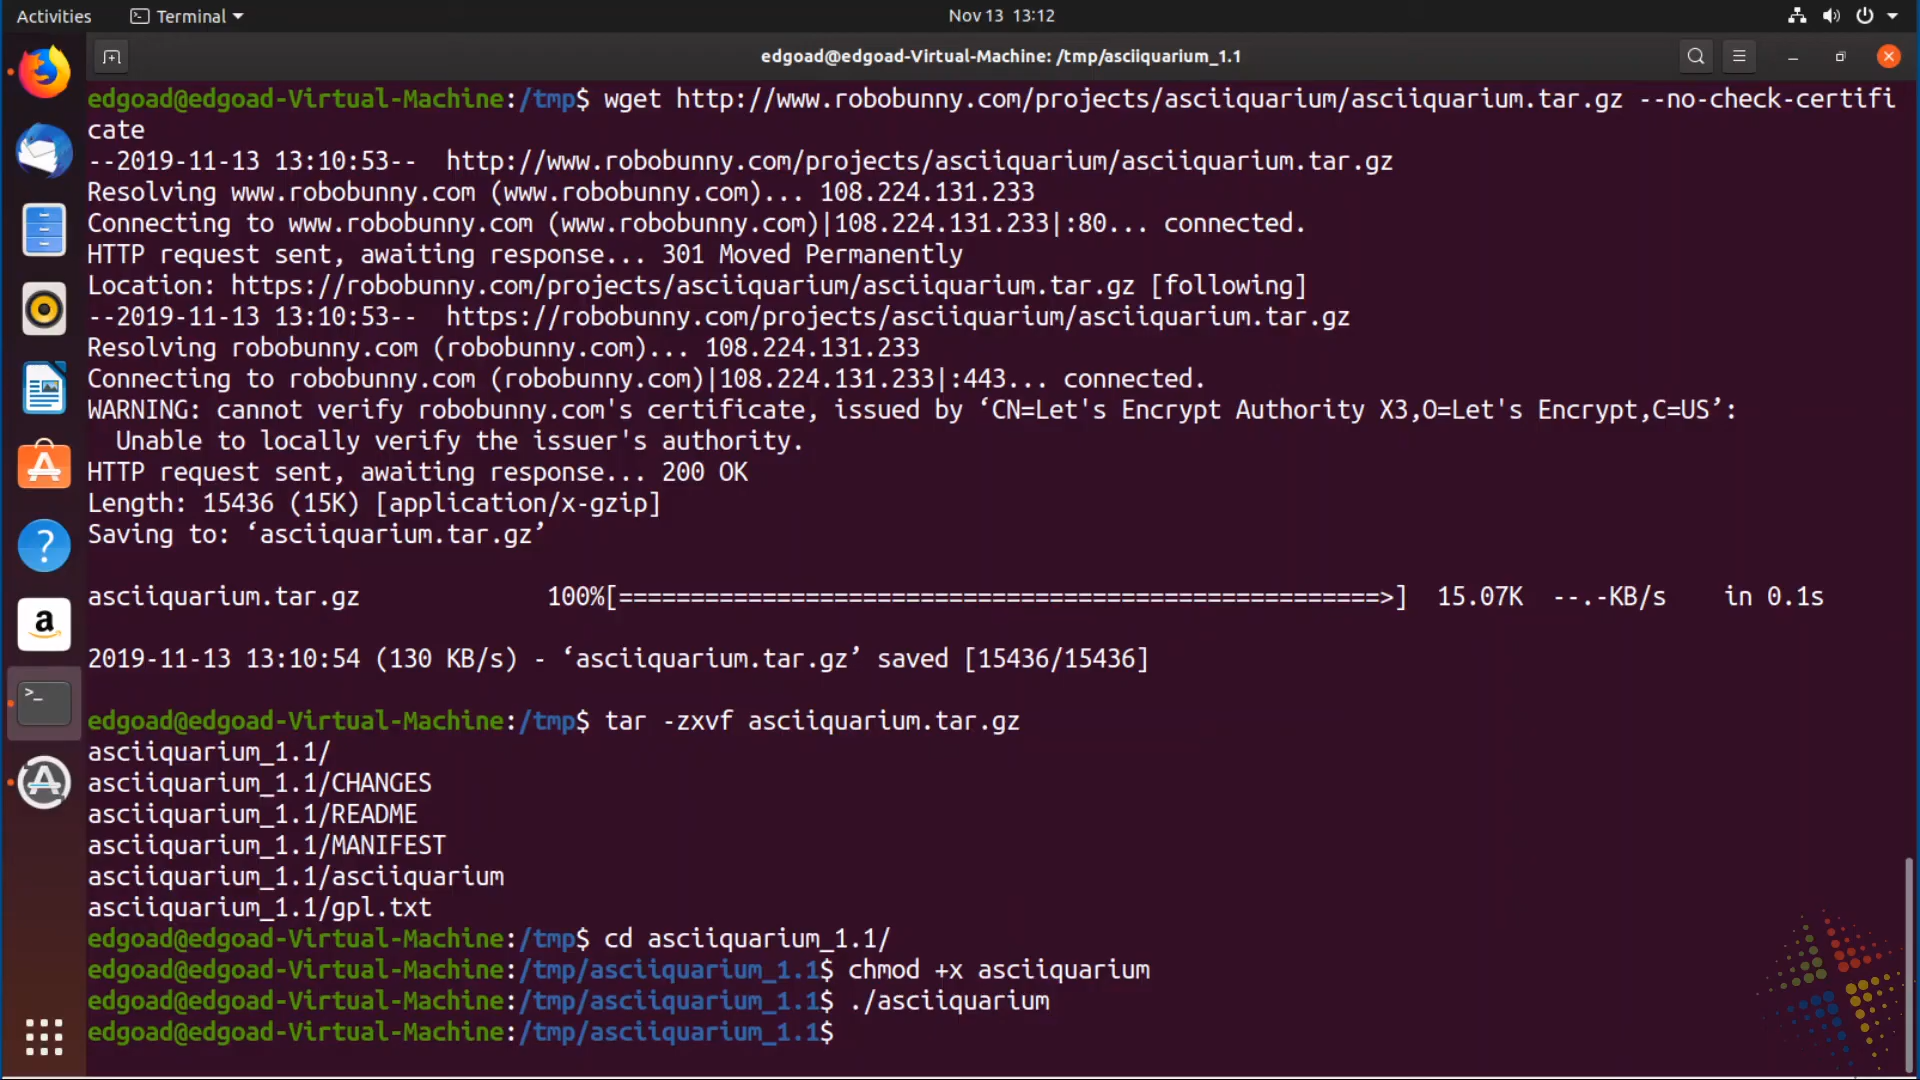 Activities Terminal Nov 13 13:12
edgoad@edgoad-Virtual-Machine: /tmp/asciiquarium_1.1
edgoad@edgoad-Virtual-Machine:/tmp$ wget http://www.robobunny.com/projects/asciiquarium/asciiquarium.tar.gz --no-check-certifi
cate
--2019-11-13 13:10:53--  http://www.robobunny.com/projects/asciiquarium/asciiquarium.tar.gz
Resolving www.robobunny.com (www.robobunny.com)... 108.224.131.233
Connecting to www.robobunny.com (www.robobunny.com)|108.224.131.233|:80... connected.
HTTP request sent, awaiting response... 301 Moved Permanently
Location: https://robobunny.com/projects/asciiquarium/asciiquarium.tar.gz [following]
--2019-11-13 13:10:53--  https://robobunny.com/projects/asciiquarium/asciiquarium.tar.gz
Resolving robobunny.com (robobunny.com)... 108.224.131.233
Connecting to robobunny.com (robobunny.com)|108.224.131.233|:443... connected.
WARNING: cannot verify robobunny.com's certificate, issued by ‘CN=Let's Encrypt Authority X3,O=Let's Encrypt,C=US’:
  Unable to locally verify the issuer's authority.
HTTP request sent, awaiting response... 200 OK
Length: 15436 (15K) [application/x-gzip]
Saving to: ‘asciiquarium.tar.gz’
asciiquarium.tar.gz             100%[=====================================================>]  15.07K  --.-KB/s    in 0.1s
2019-11-13 13:10:54 (130 KB/s) - ‘asciiquarium.tar.gz’ saved [15436/15436]
edgoad@edgoad-Virtual-Machine:/tmp$ tar -zxvf asciiquarium.tar.gz
asciiquarium_1.1/
asciiquarium_1.1/CHANGES
asciiquarium_1.1/README
asciiquarium_1.1/MANIFEST
asciiquarium_1.1/asciiquarium
asciiquarium_1.1/gpl.txt
edgoad@edgoad-Virtual-Machine:/tmp$ cd asciiquarium_1.1/
edgoad@edgoad-Virtual-Machine:/tmp/asciiquarium_1.1$ chmod +x asciiquarium
edgoad@edgoad-Virtual-Machine:/tmp/asciiquarium_1.1$ ./asciiquarium
edgoad@edgoad-Virtual-Machine:/tmp/asciiquarium_1.1$